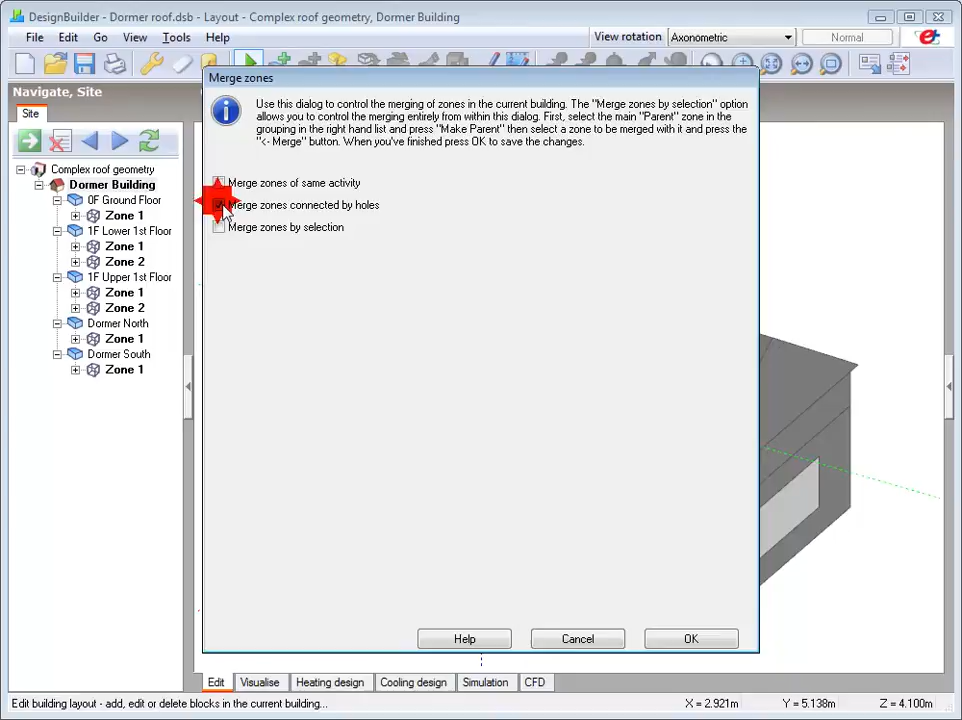 DesignBuilder - Dormer roof.dsb - Layout - Complex roof geometry, Dormer Building
File Edit Go View Tools Help
View rotation Axonometric Normal
Navigate, Site
Site
Merge zones
Use this dialog to control the merging of zones in the current building. The "Merge zones by selection" option
allows you to control the merging entirely from within this dialog. First, select the main "Parent" zone in the
grouping in the right hand list and press "Make Parent" then select a zone to be merged with it and press the
"<- Merge" button. When you've finished press OK to save the changes.
Merge zones of same activity
Merge zones connected by holes
Merge zones by selection
Complex roof geometry
Dormer Building
0F Ground Floor
Zone 1
1F Lower 1st Floor
Zone 1
Zone 2
1F Upper 1st Floor
Zone 1
Zone 2
Dormer North
Zone 1
Dormer South
Zone 1
Help Cancel OK
Edit Visualise Heating design Cooling design Simulation CFD
Edit building layout - add, edit or delete blocks in the current building...
X = 2.921m Y = 5.138m Z = 4.100m